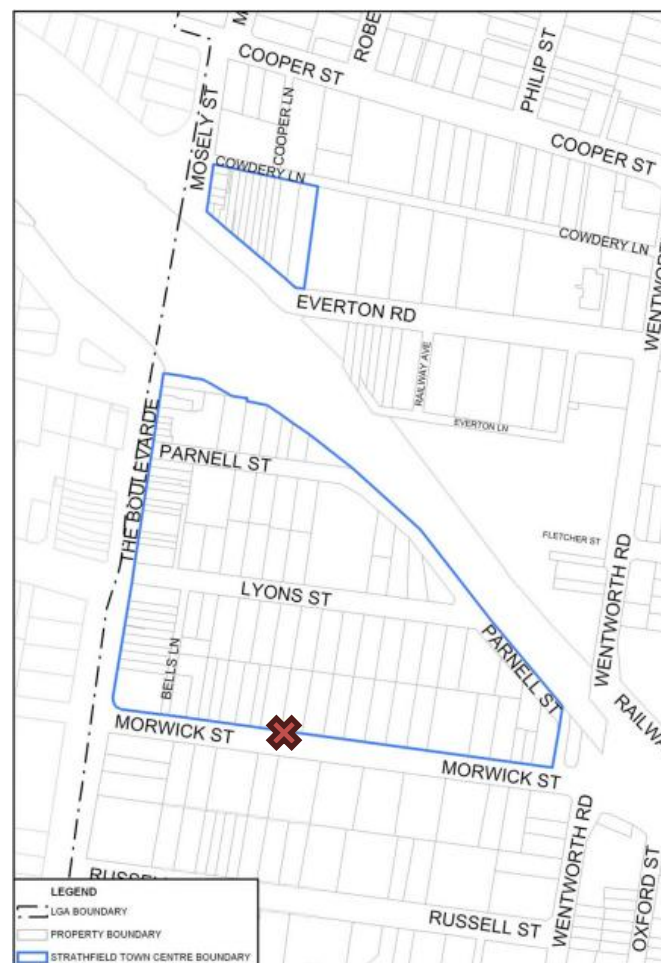 ROBE
PHILIP ST
COOPER ST
COOPER ST
MOSELY ST
COOPER LN
COWDERY LN
COWDERY LN
WENTWORTH
EVERTON RD
RAILWAY AVE
EVERTON LN
THE BOULEVARDE
PARNELL ST
FLETCHER ST
WENTWORTH RD
LYONS ST
PARNELL ST
BELLS LN
RAILWA
MORWICK ST
MORWICK ST
WENTWORTH RD
OXFORD ST
RUSSEL
RUSSELL ST
LEGEND
LGA BOUNDARY
PROPERTY BOUNDARY
STRATHFIELD TOWN CENTRE BOUNDARY